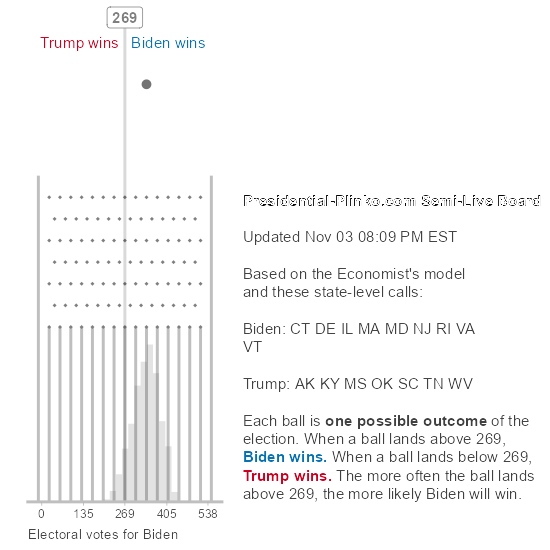 269
Trump wins Biden wins
Presidential-Plinko.com Semi-Live Board
Updated Nov 03 08:09 PM EST
Based on the Economist's model
and these state-level calls:
Biden: CT DE IL MA MD NJ RI VA
VT
Trump: AK KY MS OK SC TN WV
Each ball is one possible outcome of the
election. When a ball lands above 269,
Biden wins. When a ball lands below 269,
Trump wins. The more often the ball lands
above 269, the more likely Biden will win.
0 135 269 405 538
Electoral votes for Biden